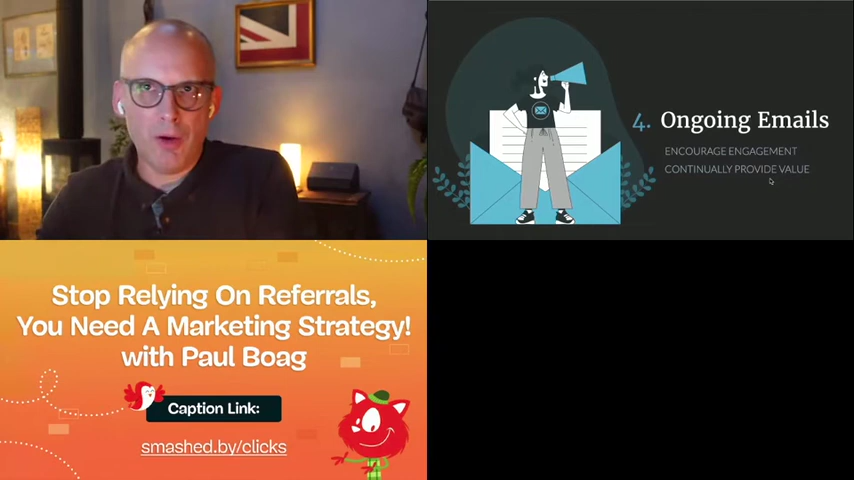 4. Ongoing Emails
ENCOURAGE ENGAGEMENT
CONTINUALLY PROVIDE VALUE
Stop Relying On Referrals,
You Need A Marketing Strategy!
with Paul Boag
Caption Link:
smashed.by/clicks